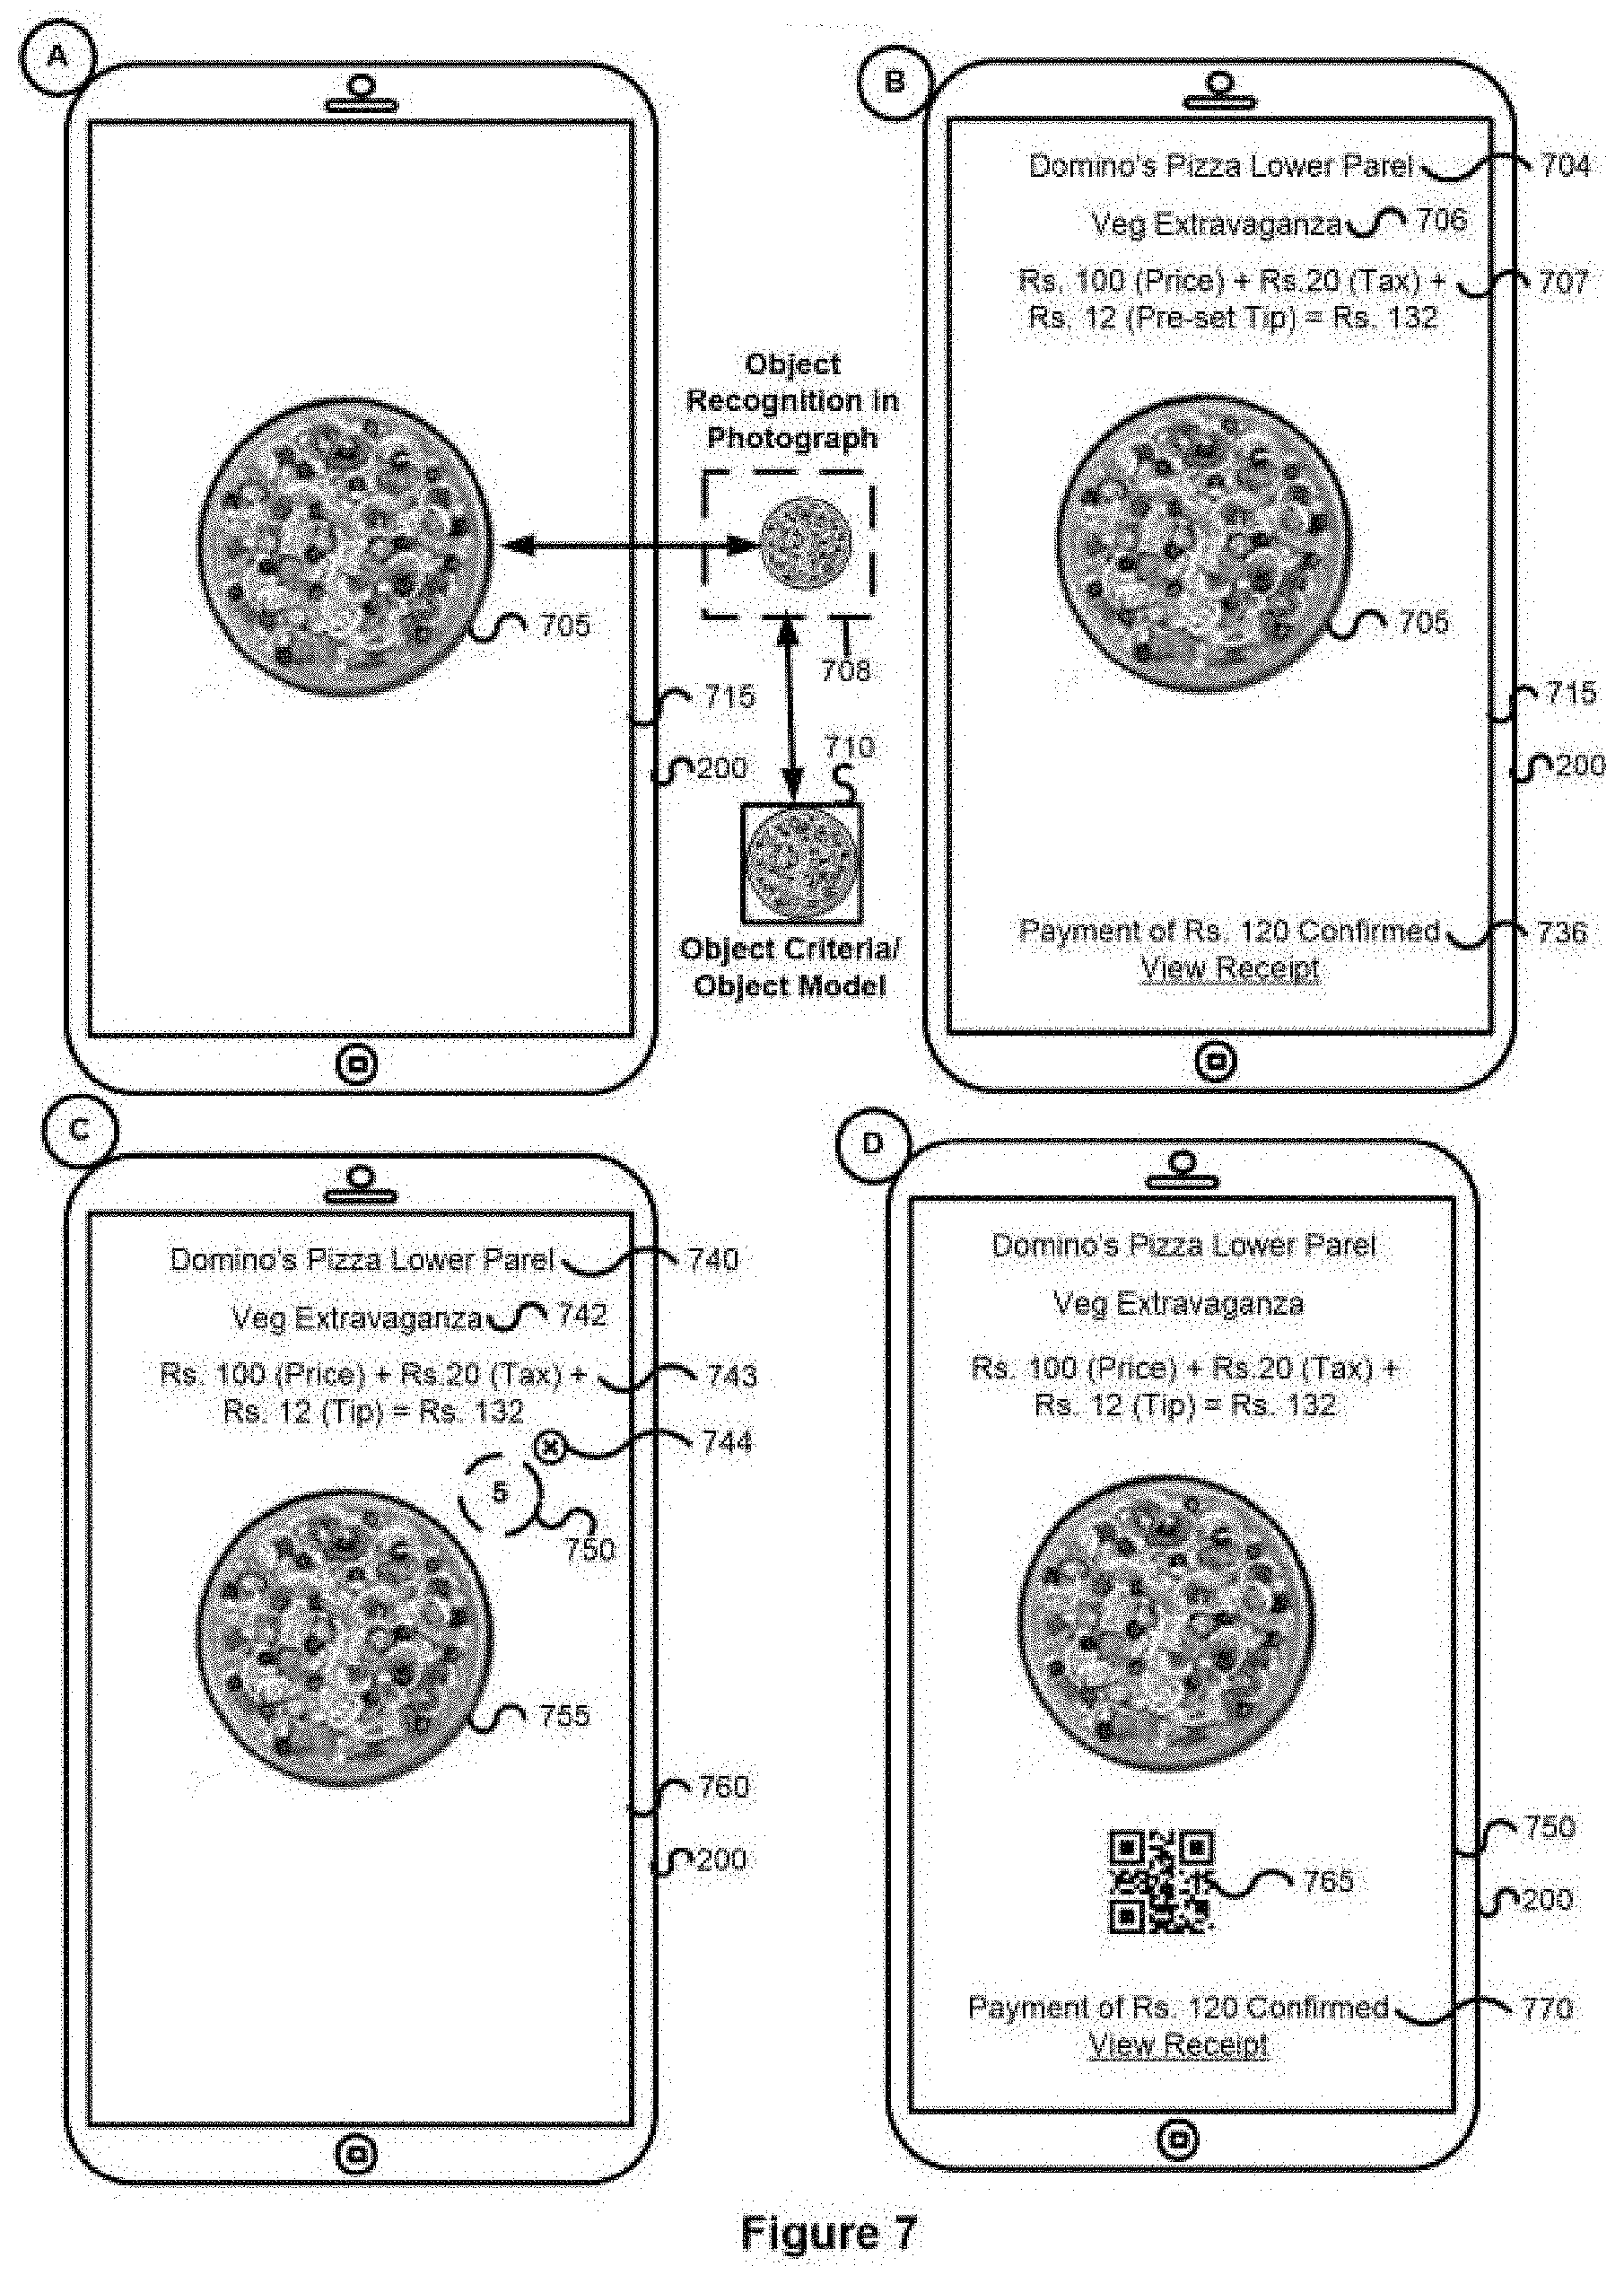 A
Object
Recognition in
Photograph
705
708
715
710
200
Object Criteria/
Object Model
B
Domino's Pizza Lower Parel 704
Veg Extravaganza 706
Rs. 100 (Price) + Rs.20 (Tax) + 707
Rs. 12 (Pre-set Tip) = Rs. 132
705
715
200
Payment of Rs. 120 Confirmed 736
View Receipt
C
Domino's Pizza Lower Parel 740
Veg Extravaganza 742
Rs. 100 (Price) + Rs.20 (Tax) + 743
Rs. 12 (Tip) = Rs. 132
744
5
750
755
760
200
D
Domino's Pizza Lower Parel
Veg Extravaganza
Rs. 100 (Price) + Rs.20 (Tax) +
Rs. 12 (Tip) = Rs. 132
750
765
200
Payment of Rs. 120 Confirmed 770
View Receipt
Figure 7